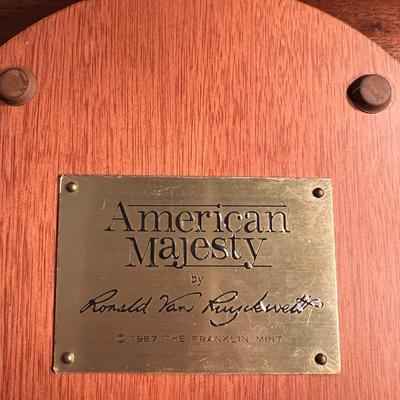 American
Majesty
by
Ronald Van Ruyckevelt
© 1987 THE FRANKLIN MINT